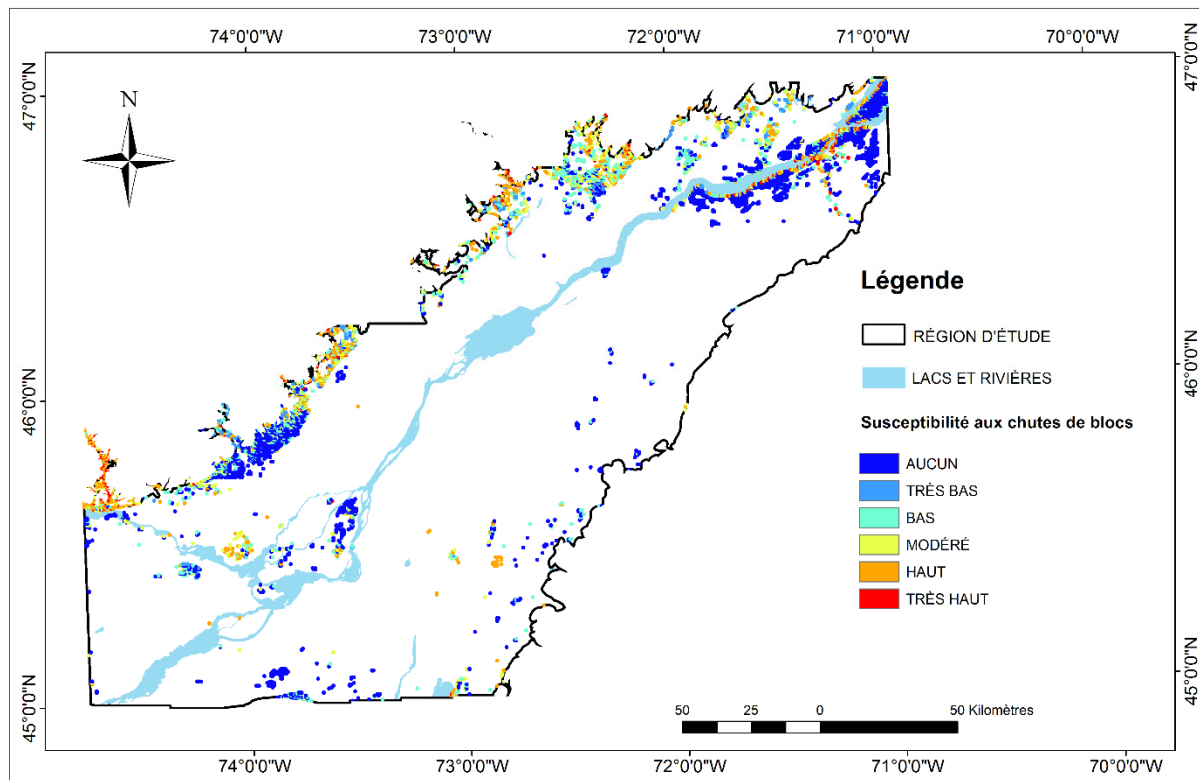 74°0'0"W 73°0'0"W 72°0'0"W 71°0'0"W 70°0'0"W
47°0'0"N
47°0'0"N
N
46°0'0"N
46°0'0"N
45°0'0"N
45°0'0"N
Légende
RÉGION D'ÉTUDE
LACS ET RIVIÈRES
Susceptibilité aux chutes de blocs
AUCUN
TRÈS BAS
BAS
MODÉRÉ
HAUT
TRÈS HAUT
50 25 0 50 Kilomètres
74°0'0"W 73°0'0"W 72°0'0"W 71°0'0"W 70°0'0"W